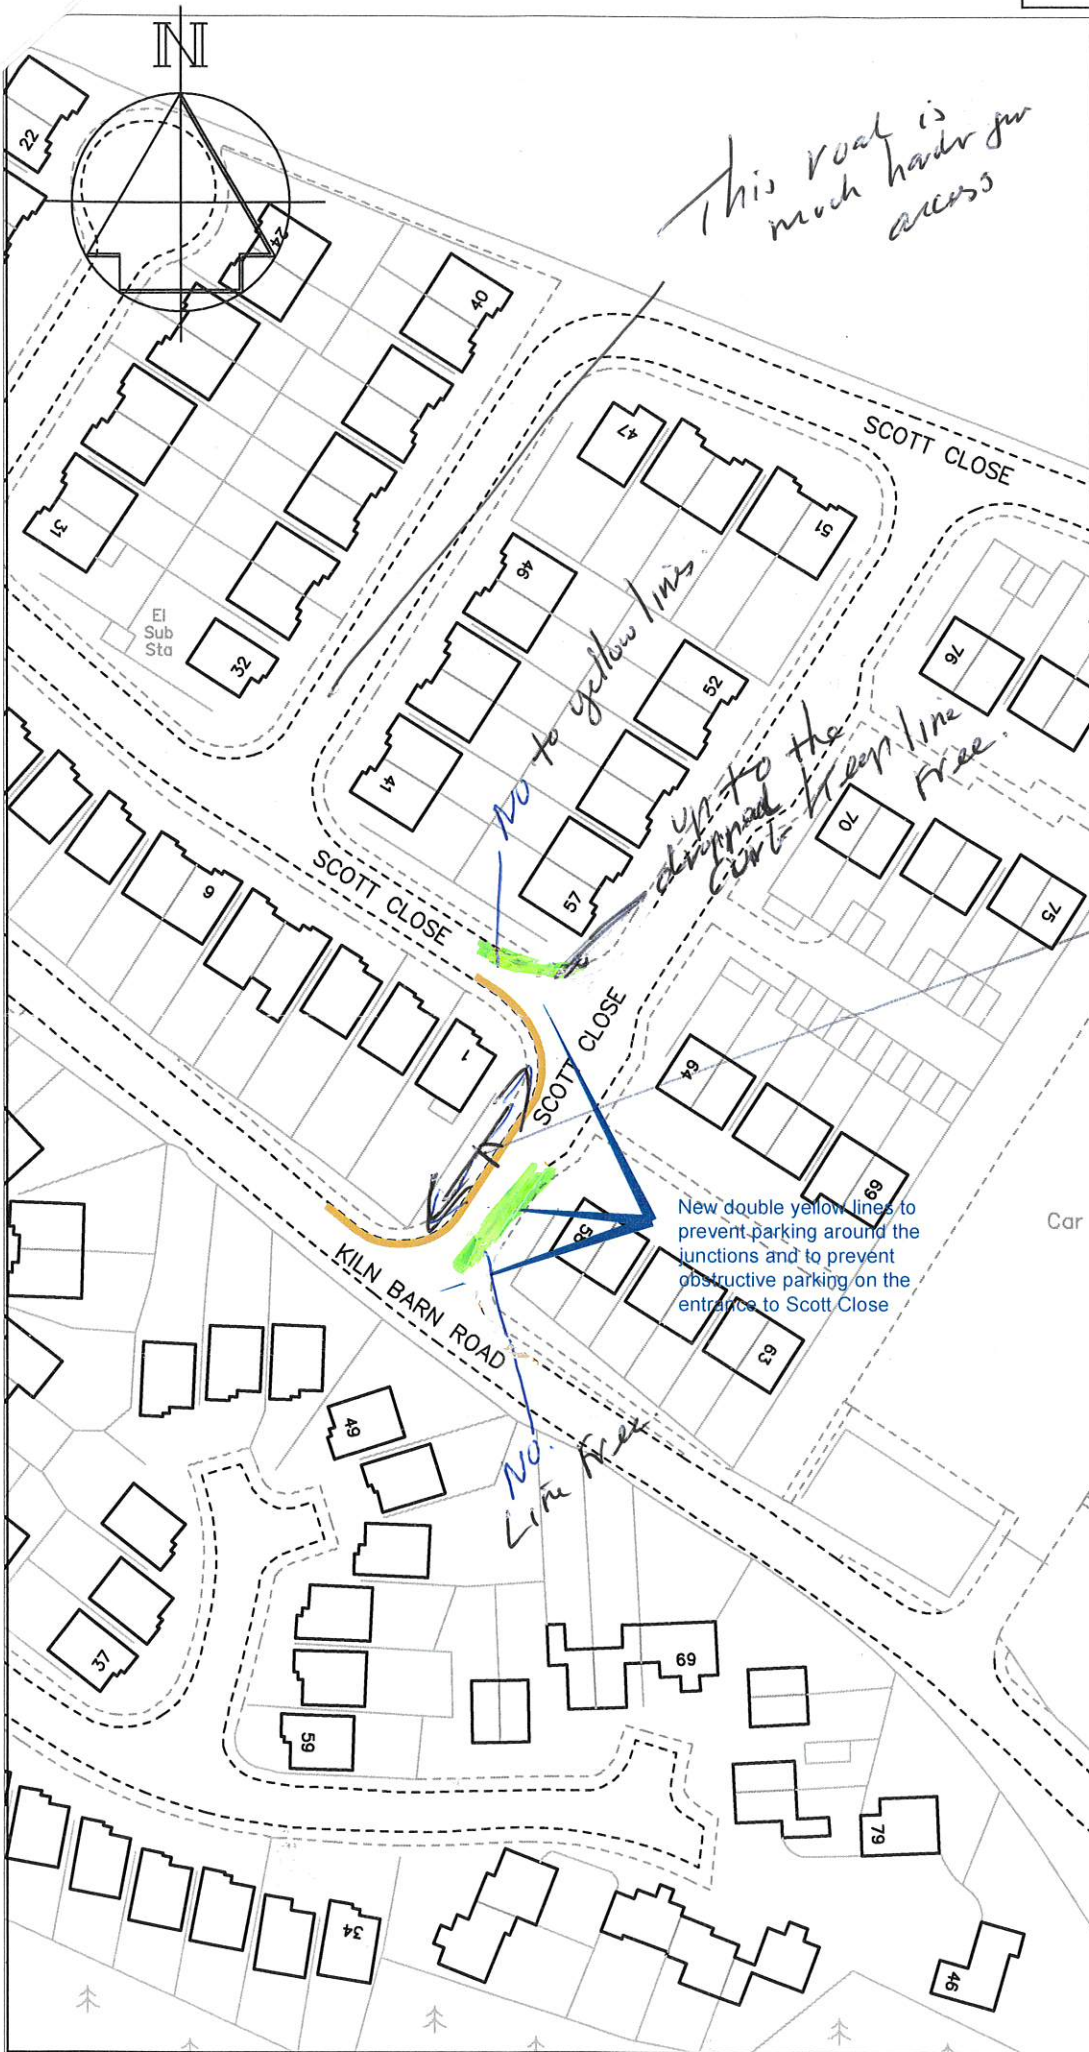 N
This road is
much harder for
access
22
24
40
47
SCOTT CLOSE
51
31
46
El
Sub
Sta
32
No to yellow lines
52
76
up to the
dropped
curb - keep line
free.
41
70
SCOTT CLOSE
9
57
75
1
SCOTT CLOSE
64
69
58
New double yellow lines to
prevent parking around the
junctions and to prevent
obstructive parking on the
entrance to Scott Close
Car
KILN BARN ROAD
63
49
No.
Line free
37
69
59
79
34
46